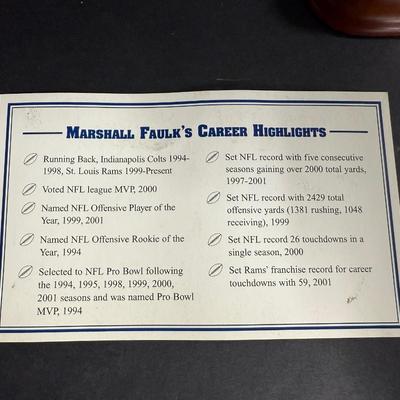 MARSHALL FAULK'S CAREER HIGHLIGHTS
Running Back, Indianapolis Colts 1994-
1998, St. Louis Rams 1999-Present
Voted NFL league MVP, 2000
Named NFL Offensive Player of the
Year, 1999, 2001
Named NFL Offensive Rookie of the
Year, 1994
Selected to NFL Pro Bowl following
the 1994, 1995, 1998, 1999, 2000,
2001 seasons and was named Pro Bowl
MVP, 1994
Set NFL record with five consecutive
seasons gaining over 2000 total yards,
1997-2001
Set NFL record with 2429 total
offensive yards (1381 rushing, 1048
receiving), 1999
Set NFL record 26 touchdowns in a
single season, 2000
Set Rams' franchise record for career
touchdowns with 59, 2001